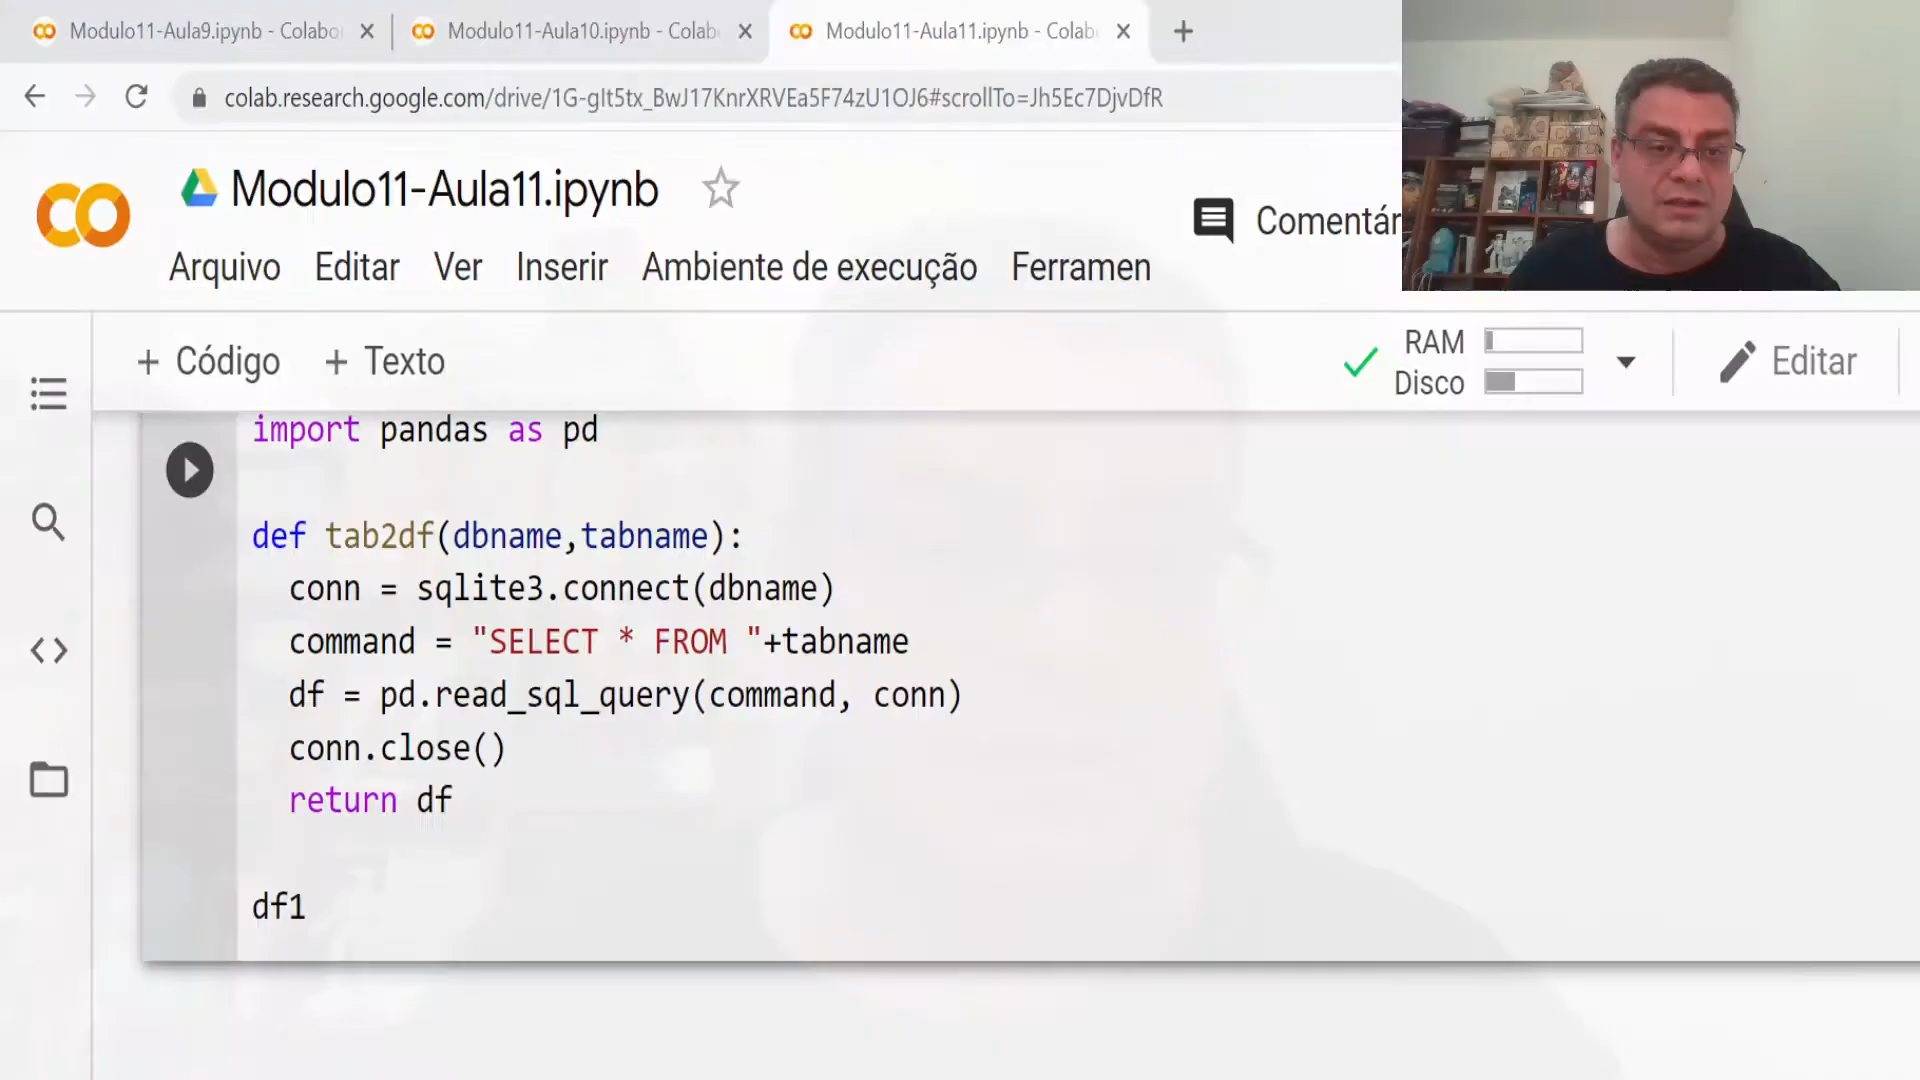 Modulo11-Aula9.ipynb - Colabo
Modulo11-Aula10.ipynb - Colab
Modulo11-Aula11.ipynb - Colab
colab.research.google.com/drive/1G-gIt5tx_BwJ17KnrXRVEa5F74zU1OJ6#scrollTo=Jh5Ec7DjvDfR
Modulo11-Aula11.ipynb
Comentár
Arquivo Editar Ver Inserir Ambiente de execução Ferramen
+ Código + Texto
RAM
Disco
Editar
import pandas as pd
def tab2df(dbname,tabname):
conn = sqlite3.connect(dbname)
command = "SELECT * FROM "+tabname
df = pd.read_sql_query(command, conn)
conn.close()
return df
df1